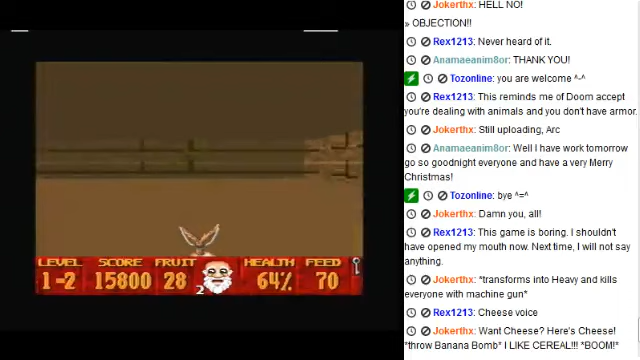 LEVEL SCORE FRUIT HEALTH FEED
1-2 15800 28 2 64% 70
Jokerthx: HELL NO!
» OBJECTION!!
Rex1213: Never heard of it.
Anamaeanim8or: THANK YOU!
Tozonline: you are welcome ^-^
Rex1213: This reminds me of Doom accept
you're dealing with animals and you don't have armor.
Jokerthx: Still uploading, Arc
Anamaeanim8or: Well I have work tomorrow
go so goodnight everyone and have a very Merry
Christmas!
Tozonline: bye ^=^
Jokerthx: Damn you, all!
Rex1213: This game is boring. I shouldn't
have opened my mouth now. Next time, I will not say
anything.
Jokerthx: *transforms into Heavy and kills
everyone with machine gun*
Rex1213: Cheese voice
Jokerthx: Want Cheese? Here's Cheese!
*throw Banana Bomb* I LIKE CEREAL!!! *BOOM!*